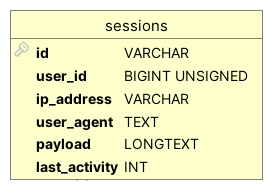 sessions
id VARCHAR
user_id BIGINT UNSIGNED
ip_address VARCHAR
user_agent TEXT
payload LONGTEXT
last_activity INT